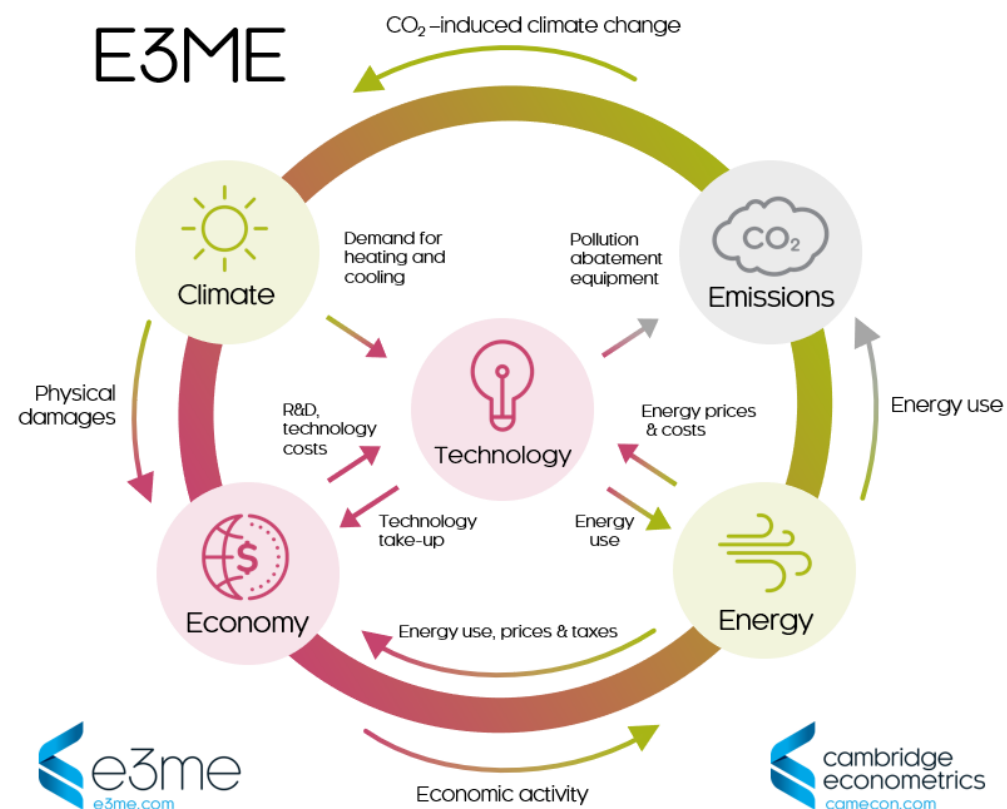 E3ME
CO₂ –induced climate change
Climate
Demand for
heating and
cooling
Pollution
abatement
equipment
CO₂
Emissions
Physical
damages
R&D,
technology
costs
Technology
Energy prices
& costs
Energy use
Technology
take-up
Energy
use
$
Economy
Energy
Energy use, prices & taxes
Economic activity
e3me
e3me.com
cambridge
econometrics
camecon.com